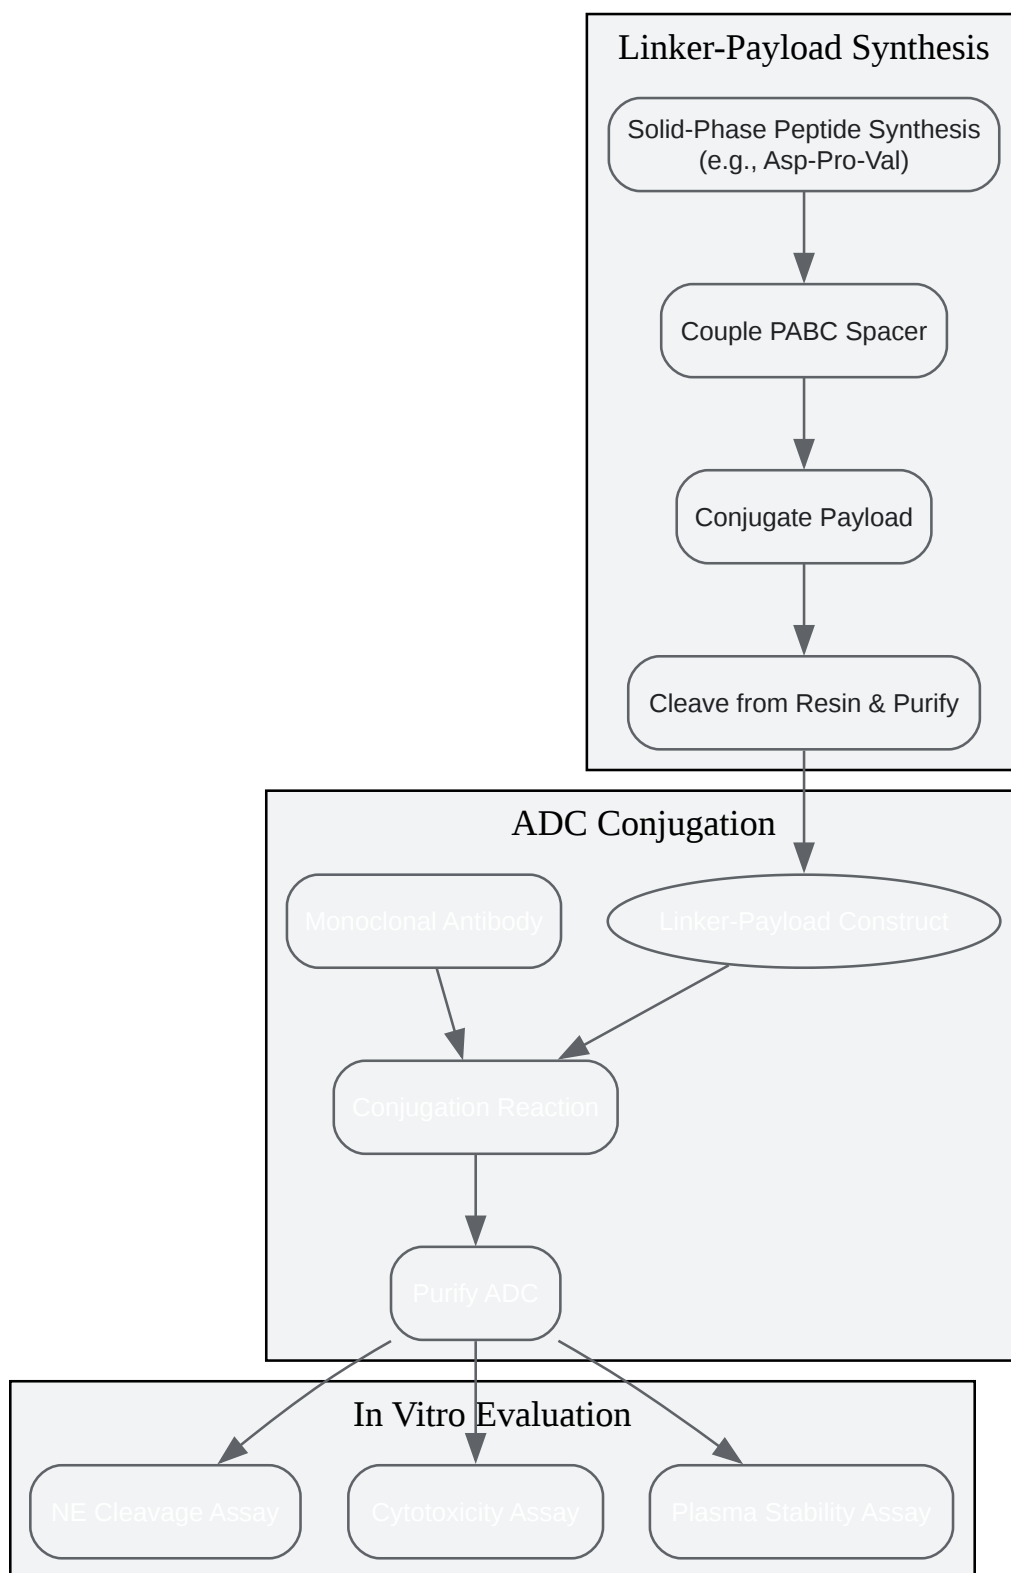 Linker-Payload Synthesis
Solid-Phase Peptide Synthesis
(e.g., Asp-Pro-Val)
Couple PABC Spacer
Conjugate Payload
Cleave from Resin & Purify
ADC Conjugation
Monoclonal Antibody
Linker-Payload Construct
Conjugation Reaction
Purify ADC
In Vitro Evaluation
NE Cleavage Assay
Cytotoxicity Assay
Plasma Stability Assay